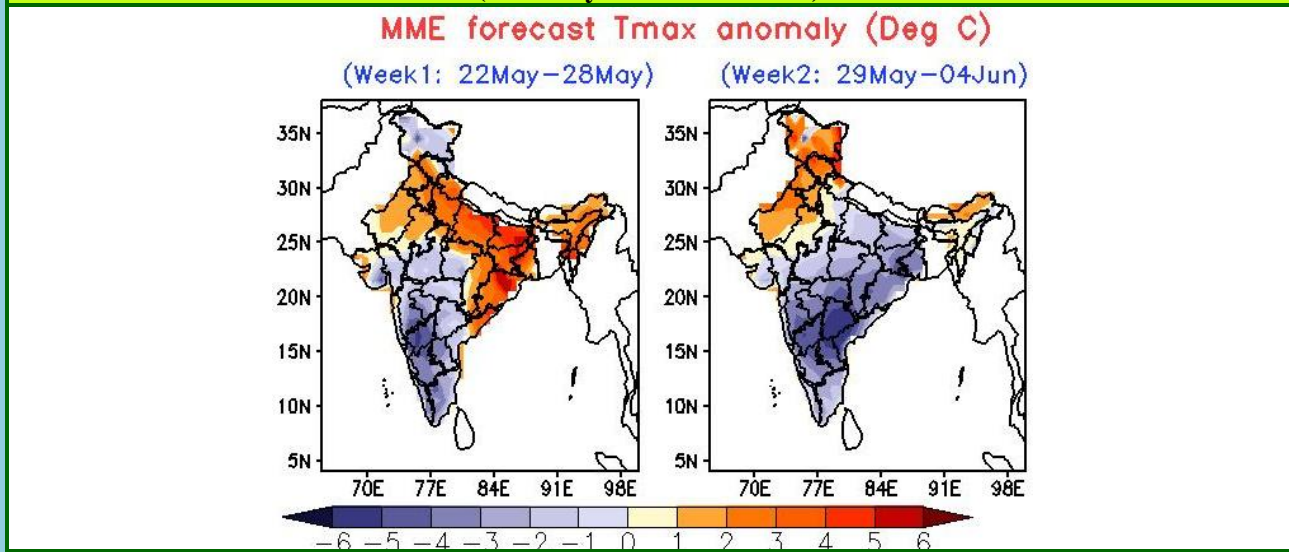 MME forecast Tmax anomaly (Deg C)
(Week1: 22May-28May) (Week2: 29May-04Jun)
35N 35N
30N 30N
25N 25N
20N 20N
15N 15N
10N 10N
5N 5N
70E 77E 84E 91E 98E 70E 77E 84E 91E 98E
-6 -5 -4 -3 -2 -1 0 1 2 3 4 5 6